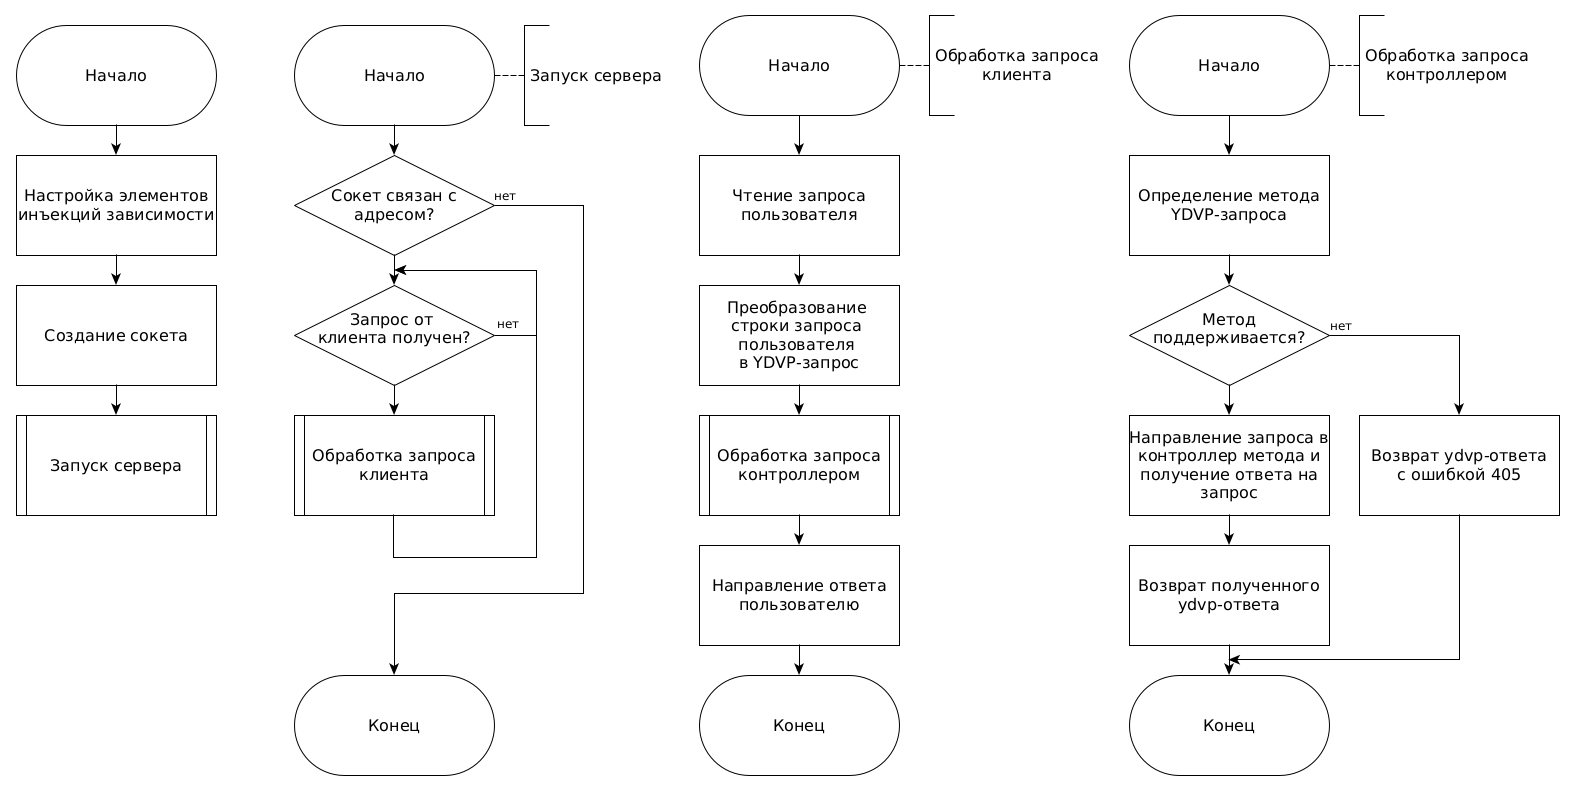 Начало
Настройка элементов
инъекций зависимости
Создание сокета
Запуск сервера
Начало
Запуск сервера
Сокет связан с
адресом?
нет
Запрос от
клиента получен?
нет
Обработка запроса
клиента
Конец
Начало
Обработка запроса
клиента
Чтение запроса
пользователя
Преобразование
строки запроса
пользователя
в YDVP-запрос
Обработка запроса
контроллером
Направление ответа
пользователю
Конец
Начало
Обработка запроса
контроллером
Определение метода
YDVP-запроса
Метод
поддерживается?
нет
Направление запроса в
контроллер метода и
получение ответа на
запрос
Возврат ydvp-ответа
с ошибкой 405
Возврат полученного
ydvp-ответа
Конец